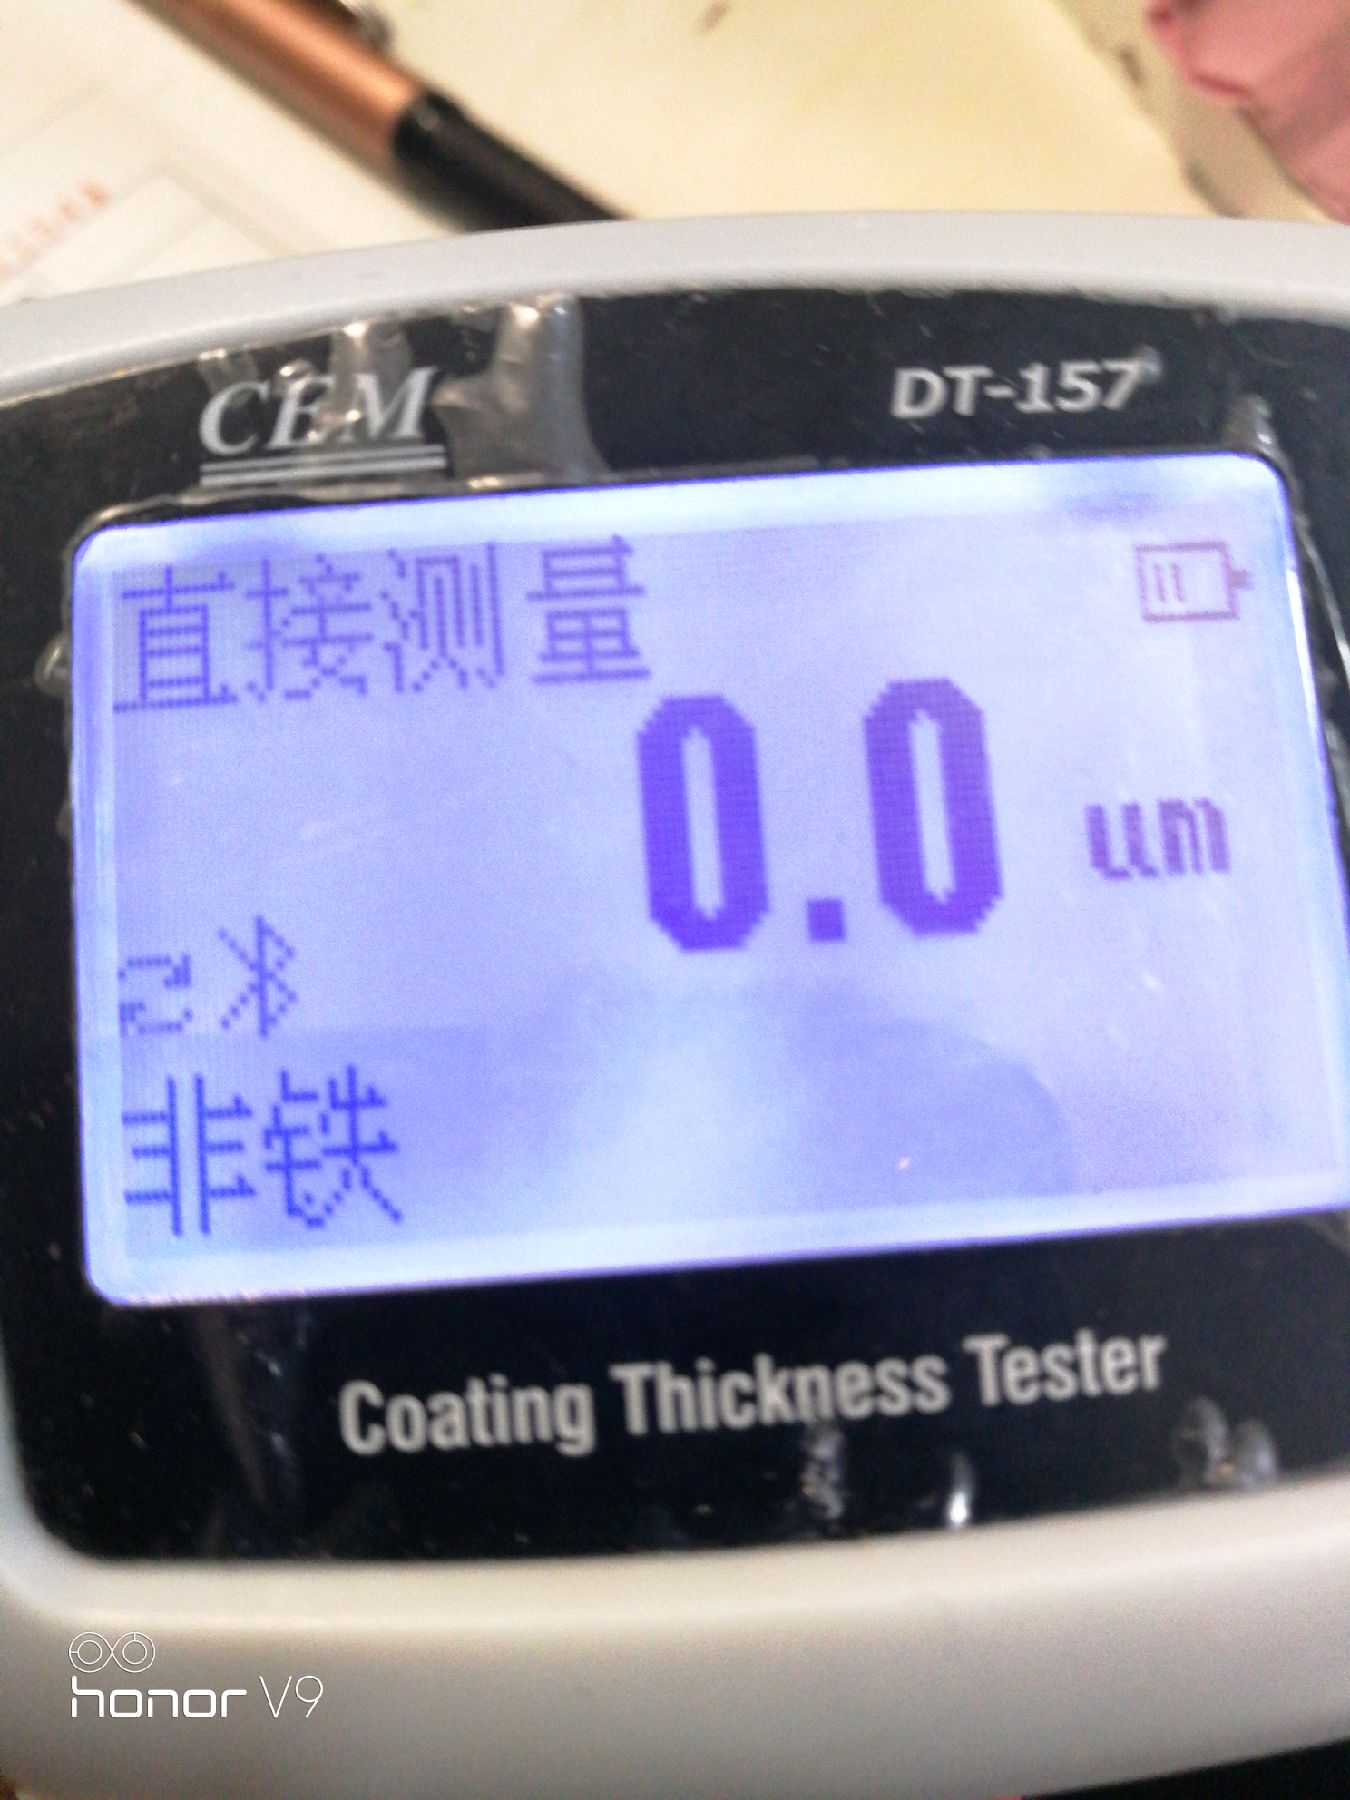 CEM
DT-157
直接测量
0.0 um
非铁
Coating Thickness Tester
honor V9